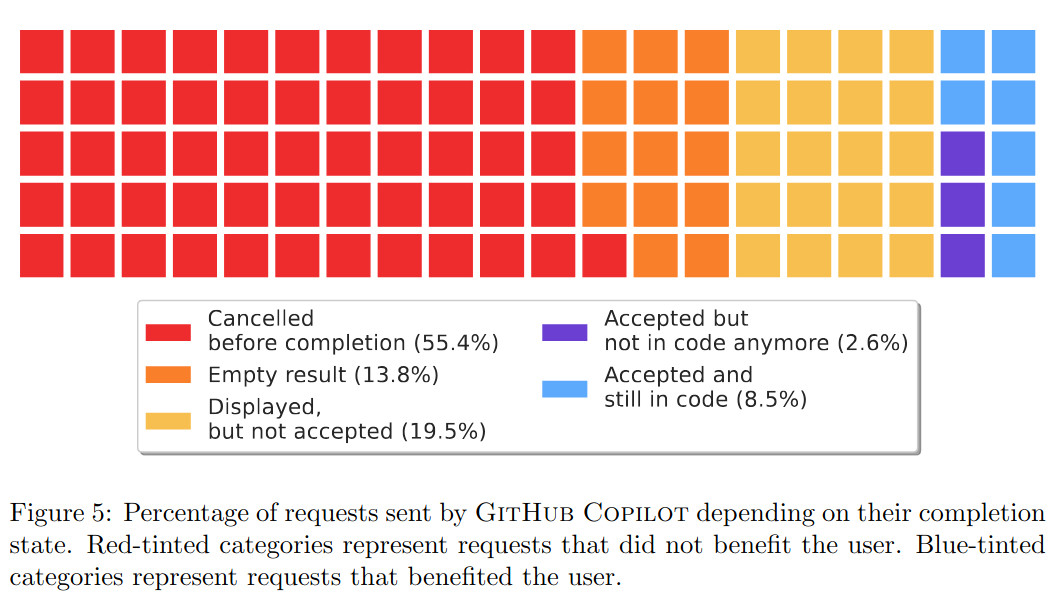 Cancelled
before completion (55.4%)
Empty result (13.8%)
Displayed,
but not accepted (19.5%)
Accepted but
not in code anymore (2.6%)
Accepted and
still in code (8.5%)
Figure 5: Percentage of requests sent by GITHUB COPILOT depending on their completion
state. Red-tinted categories represent requests that did not benefit the user. Blue-tinted
categories represent requests that benefited the user.